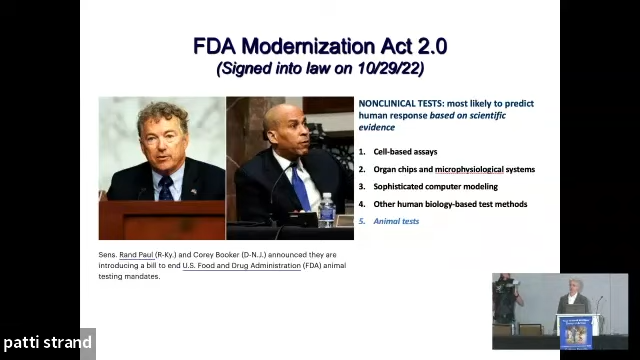 FDA Modernization Act 2.0
(Signed into law on 10/29/22)
NONCLINICAL TESTS: most likely to predict
human response based on scientific
evidence
1. Cell-based assays
2. Organ chips and microphysiological systems
3. Sophisticated computer modeling
4. Other human biology-based test methods
5. Animal tests
Sens. Rand Paul (R-Ky.) and Corey Booker (D-N.J.) announced they are
introducing a bill to end U.S. Food and Drug Administration (FDA) animal
testing mandates.
patti strand